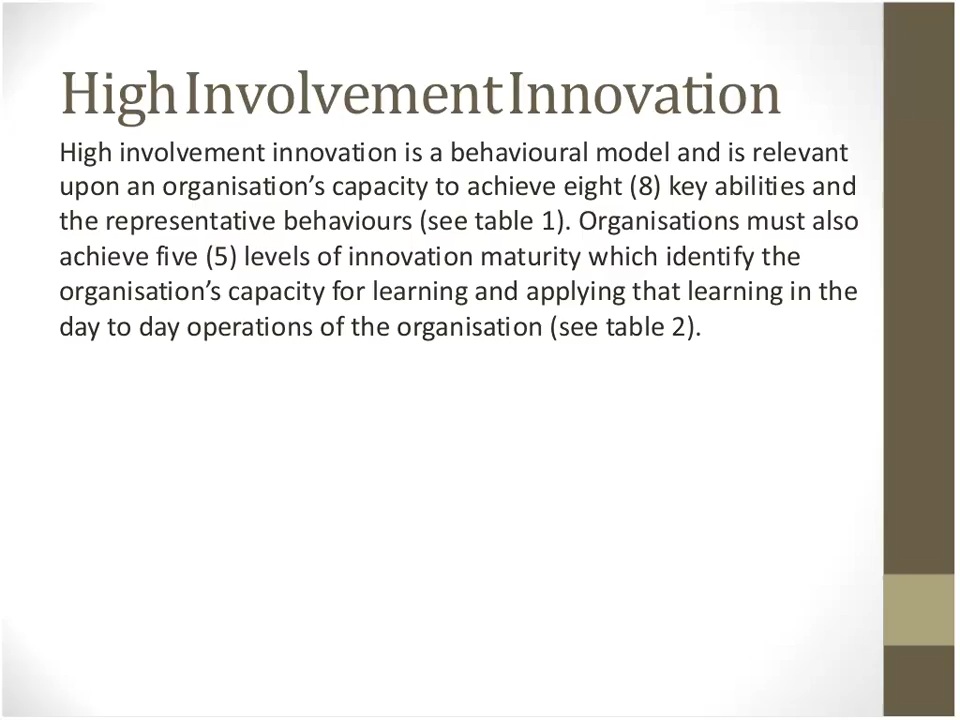 High Involvement Innovation
High involvement innovation is a behavioural model and is relevant
upon an organisation’s capacity to achieve eight (8) key abilities and
the representative behaviours (see table 1). Organisations must also
achieve five (5) levels of innovation maturity which identify the
organisation’s capacity for learning and applying that learning in the
day to day operations of the organisation (see table 2).